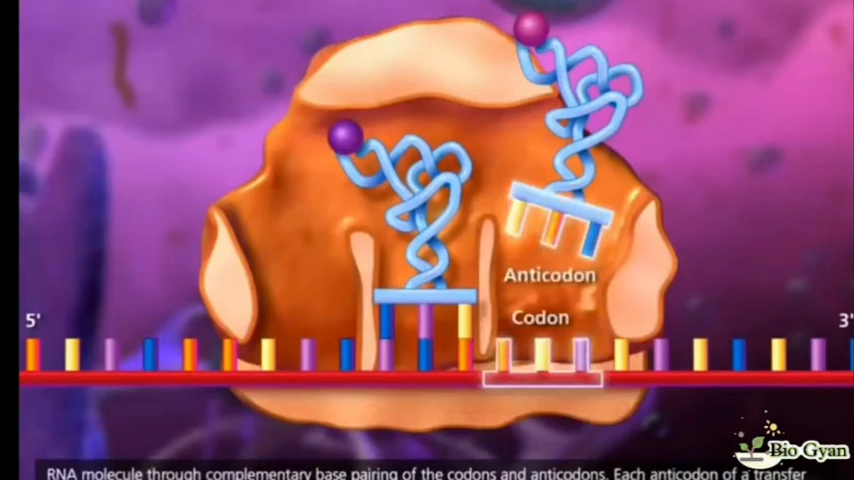 Anticodon
Codon
5'
3'
Bio Gyan
RNA molecule through complementary base pairing of the codons and anticodons. Each anticodon of a transfer